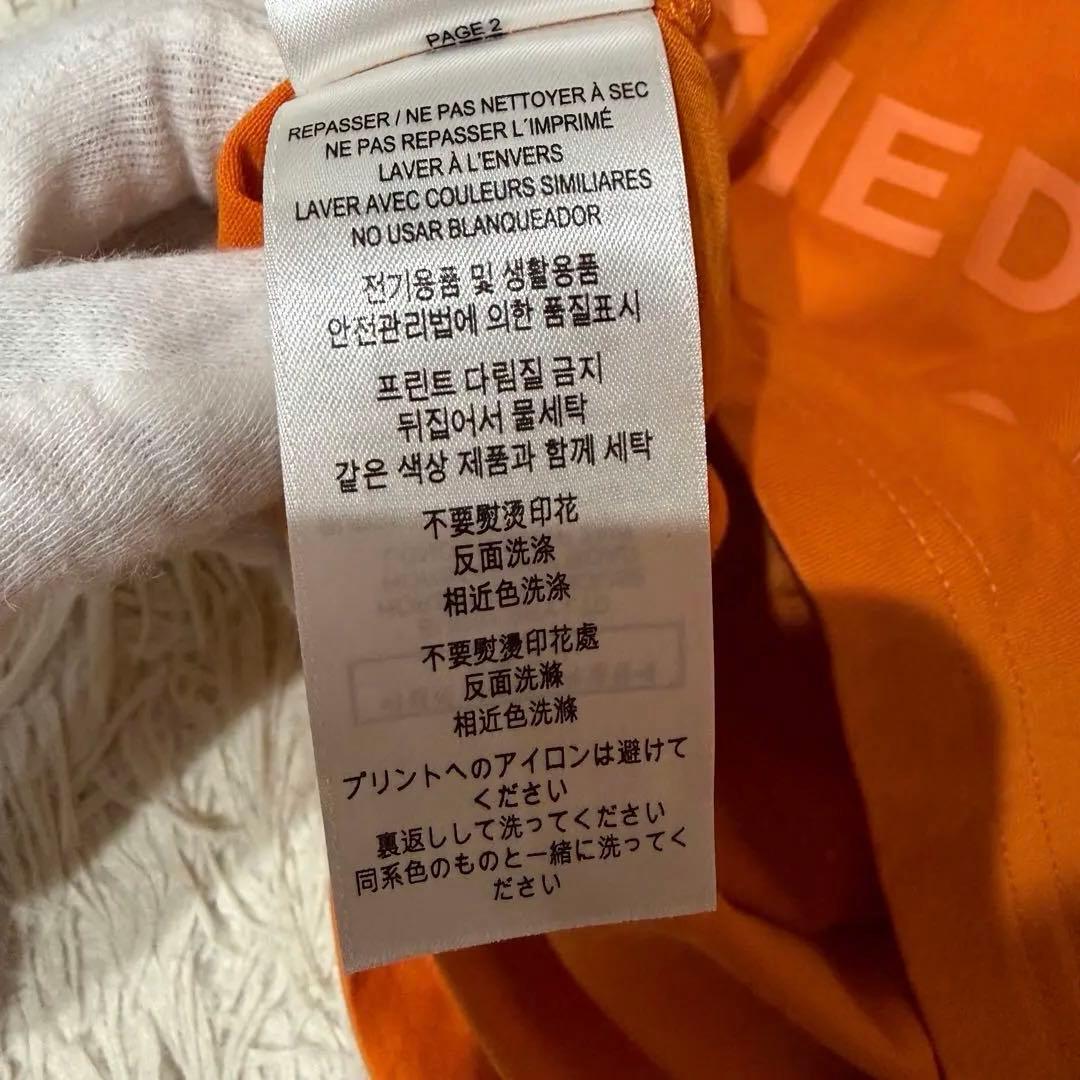 PAGE 2
REPASSER / NE PAS NETTOYER À SEC
NE PAS REPASSER L´IMPRIMÉ
LAVER À L'ENVERS
LAVER AVEC COULEURS SIMILIARES
NO USAR BLANQUEADOR
전기용품 및 생활용품
안전관리법에 의한 품질표시
프린트 다림질 금지
뒤집어서 물세탁
같은 색상 제품과 함께 세탁
不要熨烫印花
反面洗涤
相近色洗涤
不要熨燙印花處
反面洗滌
相近色洗滌
プリントへのアイロンは避けて
ください
裏返しして洗ってください
同系色のものと一緒に洗ってく
ださい
IED